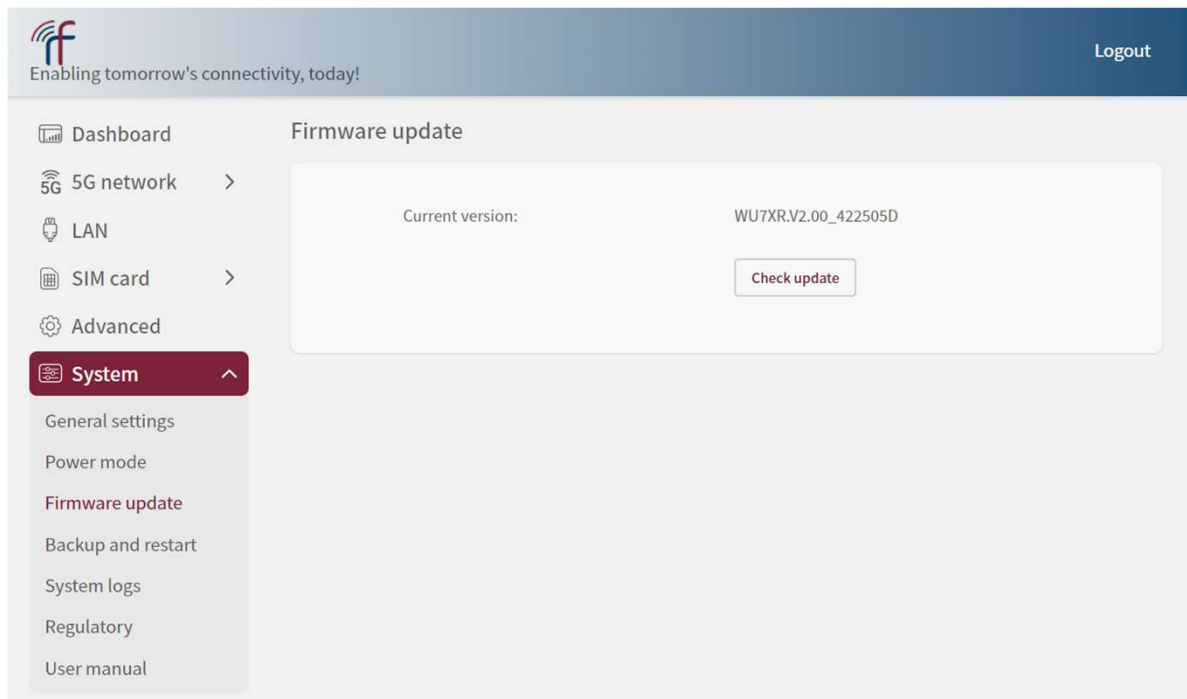 Enabling tomorrow's connectivity, today!
Logout
Dashboard
5G 5G network
LAN
SIM card
Advanced
System
General settings
Power mode
Firmware update
Backup and restart
System logs
Regulatory
User manual
Firmware update
Current version: WU7XR.V2.00_422505D
Check update